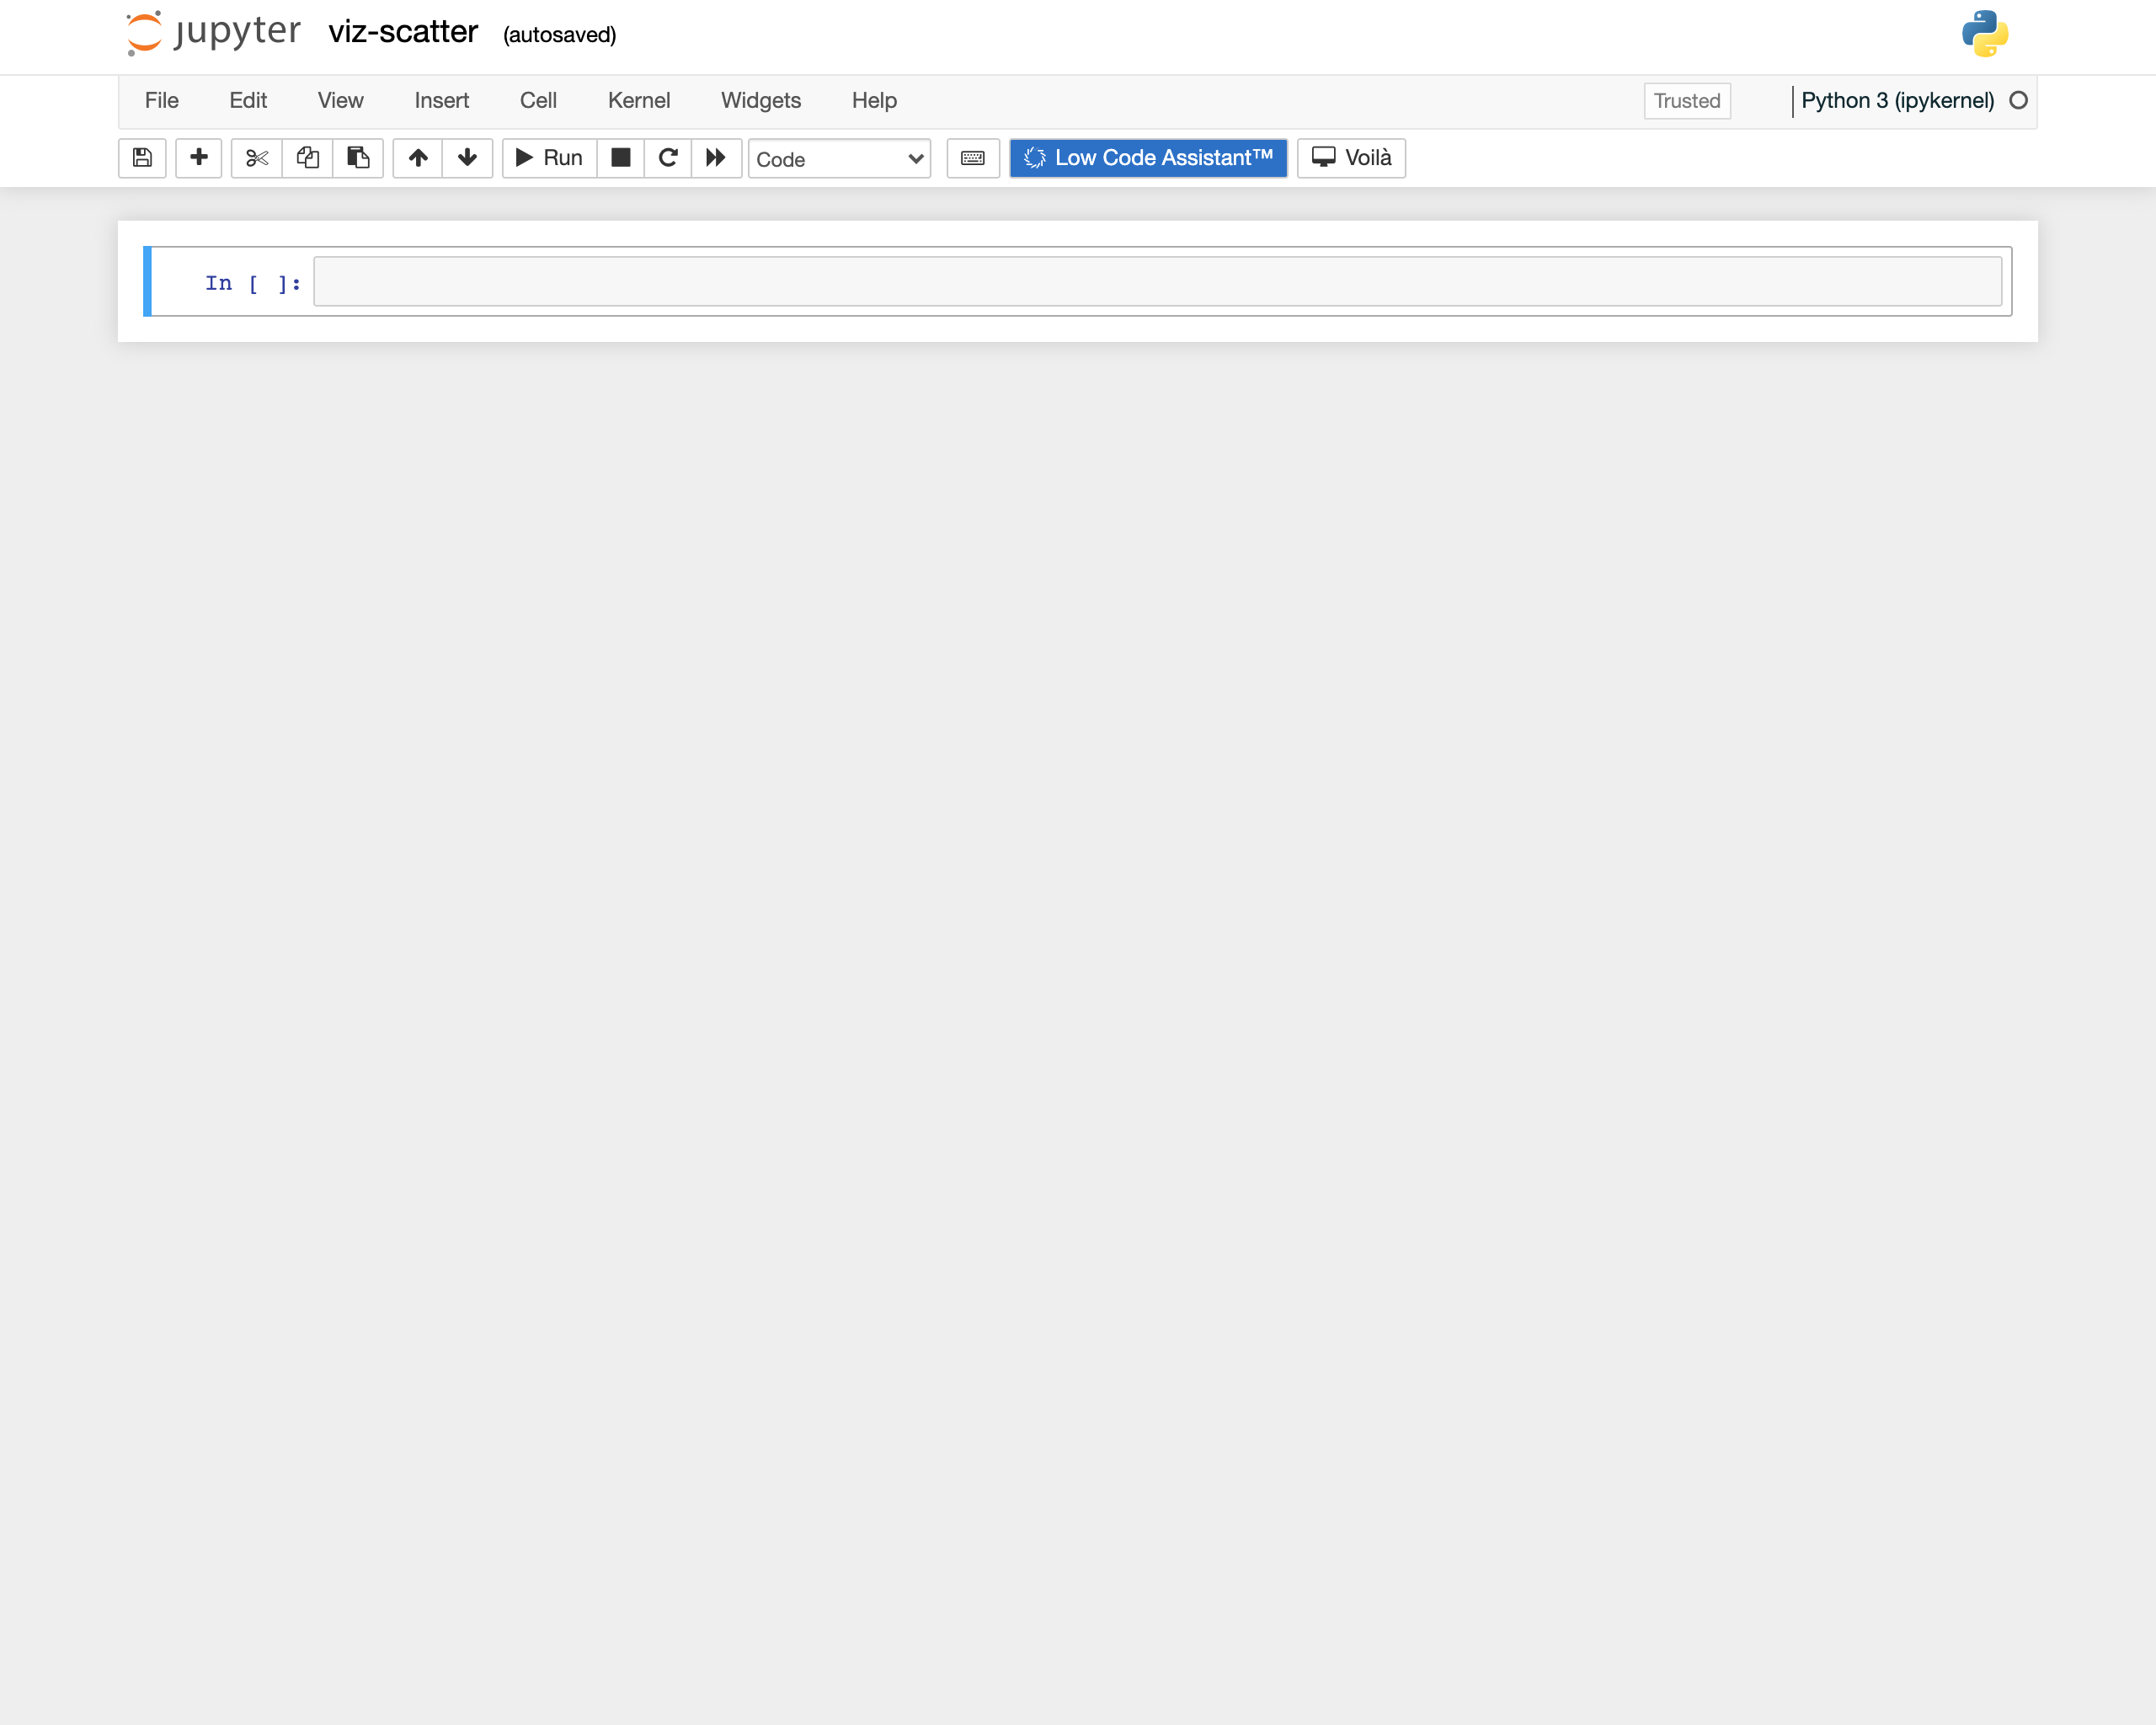 jupyter viz-scatter (autosaved)
File Edit View Insert Cell Kernel Widgets Help Trusted Python 3 (ipykernel)
Run Code Low Code Assistant™ Voilà
In [ ]: